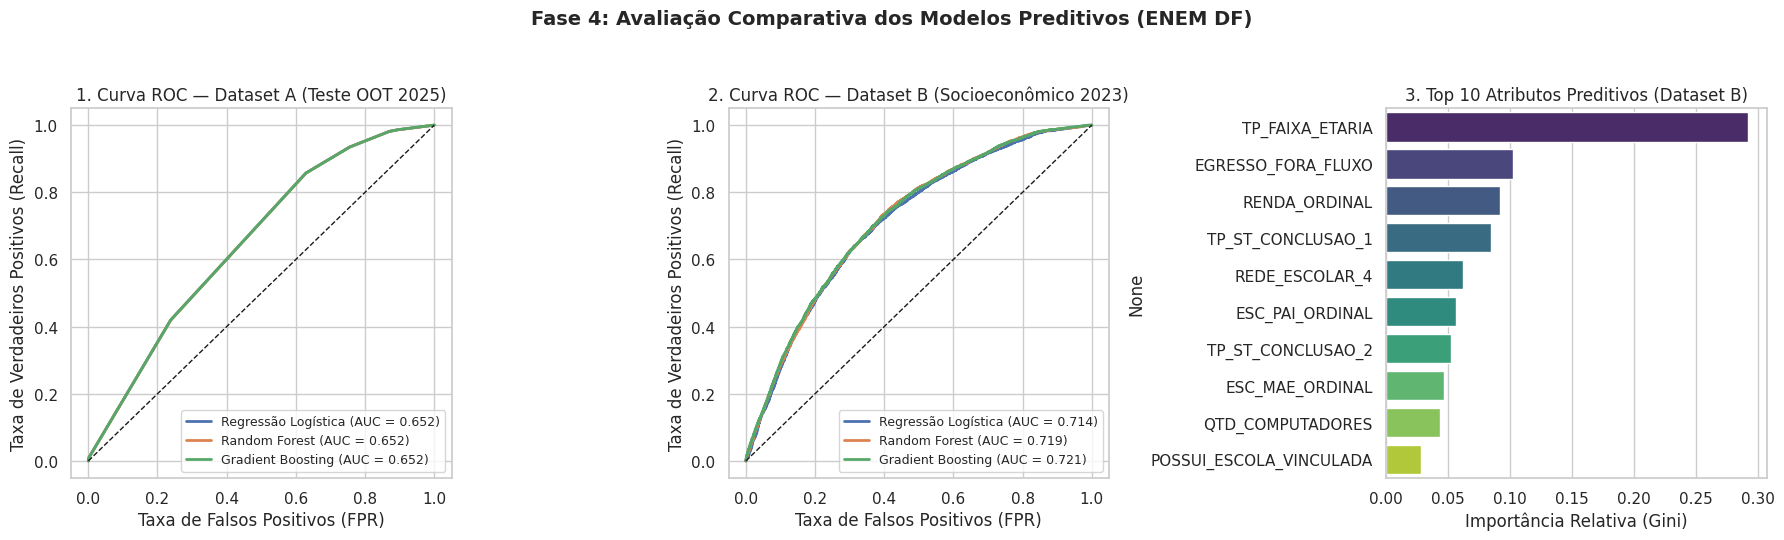 Fase 4: Avaliação Comparativa dos Modelos Preditivos (ENEM DF)
1. Curva ROC — Dataset A (Teste OOT 2025)
Taxa de Verdadeiros Positivos (Recall)
1.0
0.8
0.6
0.4
0.2
0.0
Regressão Logística (AUC = 0.652)
Random Forest (AUC = 0.652)
Gradient Boosting (AUC = 0.652)
0.0 0.2 0.4 0.6 0.8 1.0
Taxa de Falsos Positivos (FPR)
2. Curva ROC — Dataset B (Socioeconômico 2023)
Taxa de Verdadeiros Positivos (Recall)
1.0
0.8
0.6
0.4
0.2
0.0
Regressão Logística (AUC = 0.714)
Random Forest (AUC = 0.719)
Gradient Boosting (AUC = 0.721)
0.0 0.2 0.4 0.6 0.8 1.0
Taxa de Falsos Positivos (FPR)
3. Top 10 Atributos Preditivos (Dataset B)
None
TP_FAIXA_ETARIA
EGRESSO_FORA_FLUXO
RENDA_ORDINAL
TP_ST_CONCLUSAO_1
REDE_ESCOLAR_4
ESC_PAI_ORDINAL
TP_ST_CONCLUSAO_2
ESC_MAE_ORDINAL
QTD_COMPUTADORES
POSSUI_ESCOLA_VINCULADA
0.00 0.05 0.10 0.15 0.20 0.25 0.30
Importância Relativa (Gini)